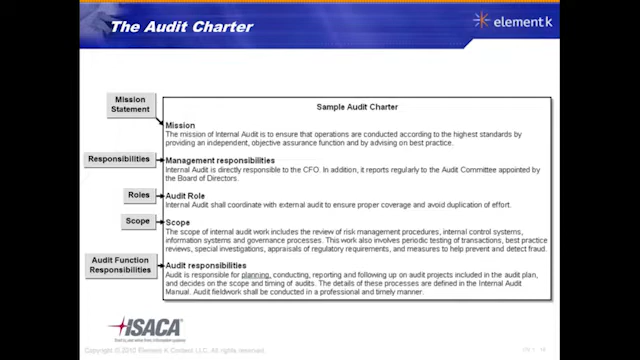 The Audit Charter
element k
Mission
Statement
Responsibilities
Roles
Scope
Audit Function
Responsibilities
Sample Audit Charter
Mission
The mission of Internal Audit is to ensure that operations are conducted according to the highest standards by
providing an independent, objective assurance function and by advising on best practice.
Management responsibilities
Internal Audit is directly responsible to the CFO. In addition, it reports regularly to the Audit Committee appointed by
the Board of Directors.
Audit Role
Internal Audit shall coordinate with external audit to ensure proper coverage and avoid duplication of effort.
Scope
The scope of internal audit work includes the review of risk management procedures, internal control systems,
information systems and governance processes. This work also involves periodic testing of transactions, best practice
reviews, special investigations, appraisals of regulatory requirements, and measures to help prevent and detect fraud.
Audit responsibilities
Audit is responsible for planning, conducting, reporting and following up on audit projects included in the audit plan,
and decides on the scope and timing of audits. The details of these processes are defined in the Internal Audit
Manual. Audit fieldwork shall be conducted in a professional and timely manner.
ISACA
Copyright © 2010 Element K Content LLC. All rights reserved.